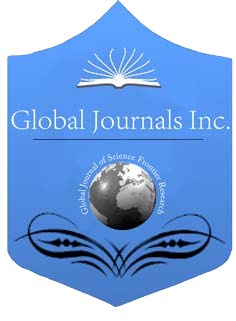 Global Journals Inc.
Global Journal of Science Frontier Research